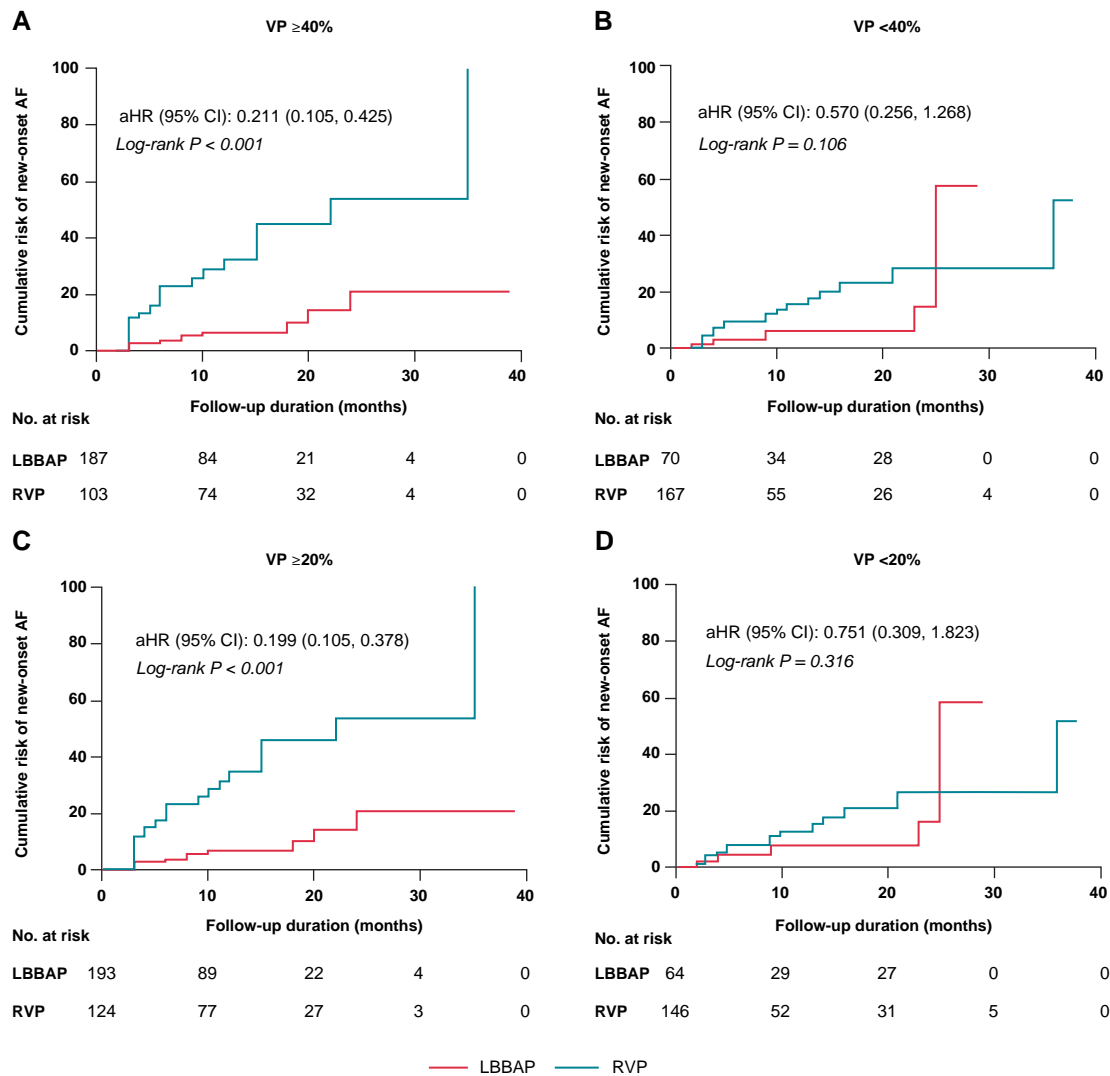 A
VP ≥40%
Cumulative risk of new-onset AF
100
80
60
40
20
0
aHR (95% CI): 0.211 (0.105, 0.425)
Log-rank P < 0.001
0 10 20 30 40
Follow-up duration (months)
No. at risk
LBBAP 187 84 21 4 0
RVP 103 74 32 4 0
B
VP <40%
Cumulative risk of new-onset AF
100
80
60
40
20
0
aHR (95% CI): 0.570 (0.256, 1.268)
Log-rank P = 0.106
0 10 20 30 40
Follow-up duration (months)
No. at risk
LBBAP 70 34 28 0 0
RVP 167 55 26 4 0
C
VP ≥20%
Cumulative risk of new-onset AF
100
80
60
40
20
0
aHR (95% CI): 0.199 (0.105, 0.378)
Log-rank P < 0.001
0 10 20 30 40
Follow-up duration (months)
No. at risk
LBBAP 193 89 22 4 0
RVP 124 77 27 3 0
D
VP <20%
Cumulative risk of new-onset AF
100
80
60
40
20
0
aHR (95% CI): 0.751 (0.309, 1.823)
Log-rank P = 0.316
0 10 20 30 40
Follow-up duration (months)
No. at risk
LBBAP 64 29 27 0 0
RVP 146 52 31 5 0
LBBAP RVP